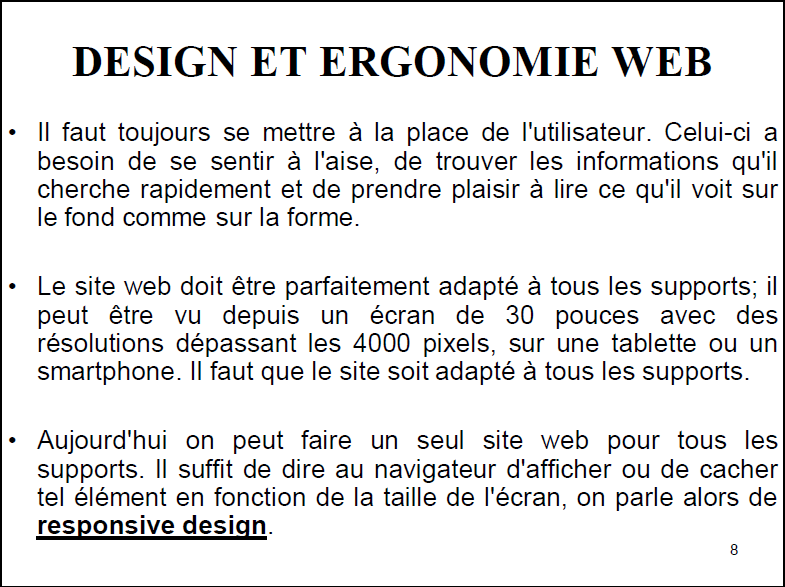 DESIGN ET ERGONOMIE WEB
• Il faut toujours se mettre à la place de l'utilisateur. Celui-ci a
besoin de se sentir à l'aise, de trouver les informations qu'il
cherche rapidement et de prendre plaisir à lire ce qu'il voit sur
le fond comme sur la forme.
• Le site web doit être parfaitement adapté à tous les supports; il
peut être vu depuis un écran de 30 pouces avec des
résolutions dépassant les 4000 pixels, sur une tablette ou un
smartphone. Il faut que le site soit adapté à tous les supports.
• Aujourd'hui on peut faire un seul site web pour tous les
supports. Il suffit de dire au navigateur d'afficher ou de cacher
tel élément en fonction de la taille de l'écran, on parle alors de
responsive design.
8